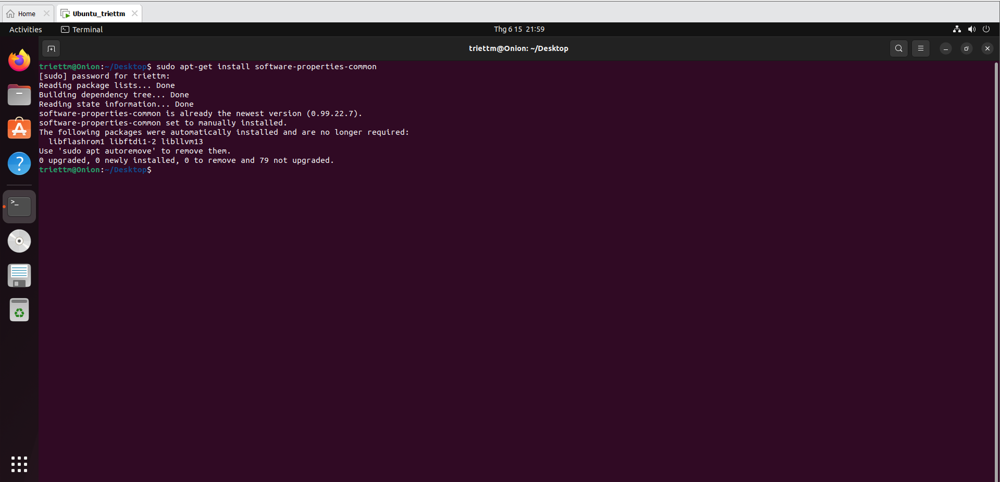 Home
Ubuntu_triettm
Activities
Terminal
Thg 6 15 21:59
triettm@Onion: ~/Desktop
triettm@Onion:~/Desktop$ sudo apt-get install software-properties-common
[sudo] password for triettm:
Reading package lists... Done
Building dependency tree... Done
Reading state information... Done
software-properties-common is already the newest version (0.99.22.7).
software-properties-common set to manually installed.
The following packages were automatically installed and are no longer required:
  libflashrom1 libftdi1-2 libllvm13
Use 'sudo apt autoremove' to remove them.
0 upgraded, 0 newly installed, 0 to remove and 79 not upgraded.
triettm@Onion:~/Desktop$